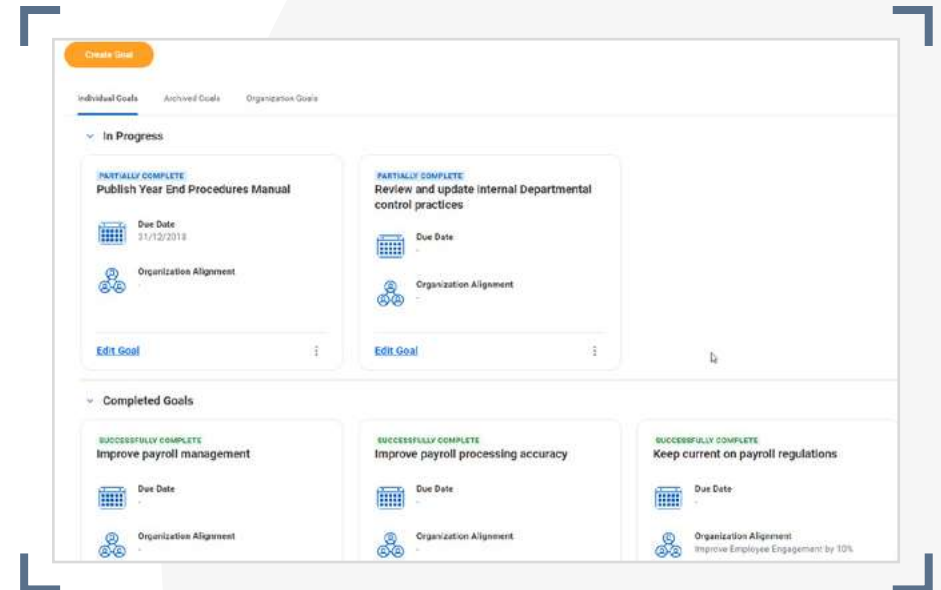 Create Goal
Individual Goals Archived Goals Organization Goals
In Progress
PARTIALLY COMPLETE
Publish Year End Procedures Manual
Due Date
31/12/2018
Organization Alignment
-
Edit Goal
PARTIALLY COMPLETE
Review and update Internal Departmental
control practices
Due Date
-
Organization Alignment
-
Edit Goal
Completed Goals
SUCCESSFULLY COMPLETE
Improve payroll management
Due Date
-
Organization Alignment
-
SUCCESSFULLY COMPLETE
Improve payroll processing accuracy
Due Date
-
Organization Alignment
-
SUCCESSFULLY COMPLETE
Keep current on payroll regulations
Due Date
-
Organization Alignment
Improve Employee Engagement by 10%